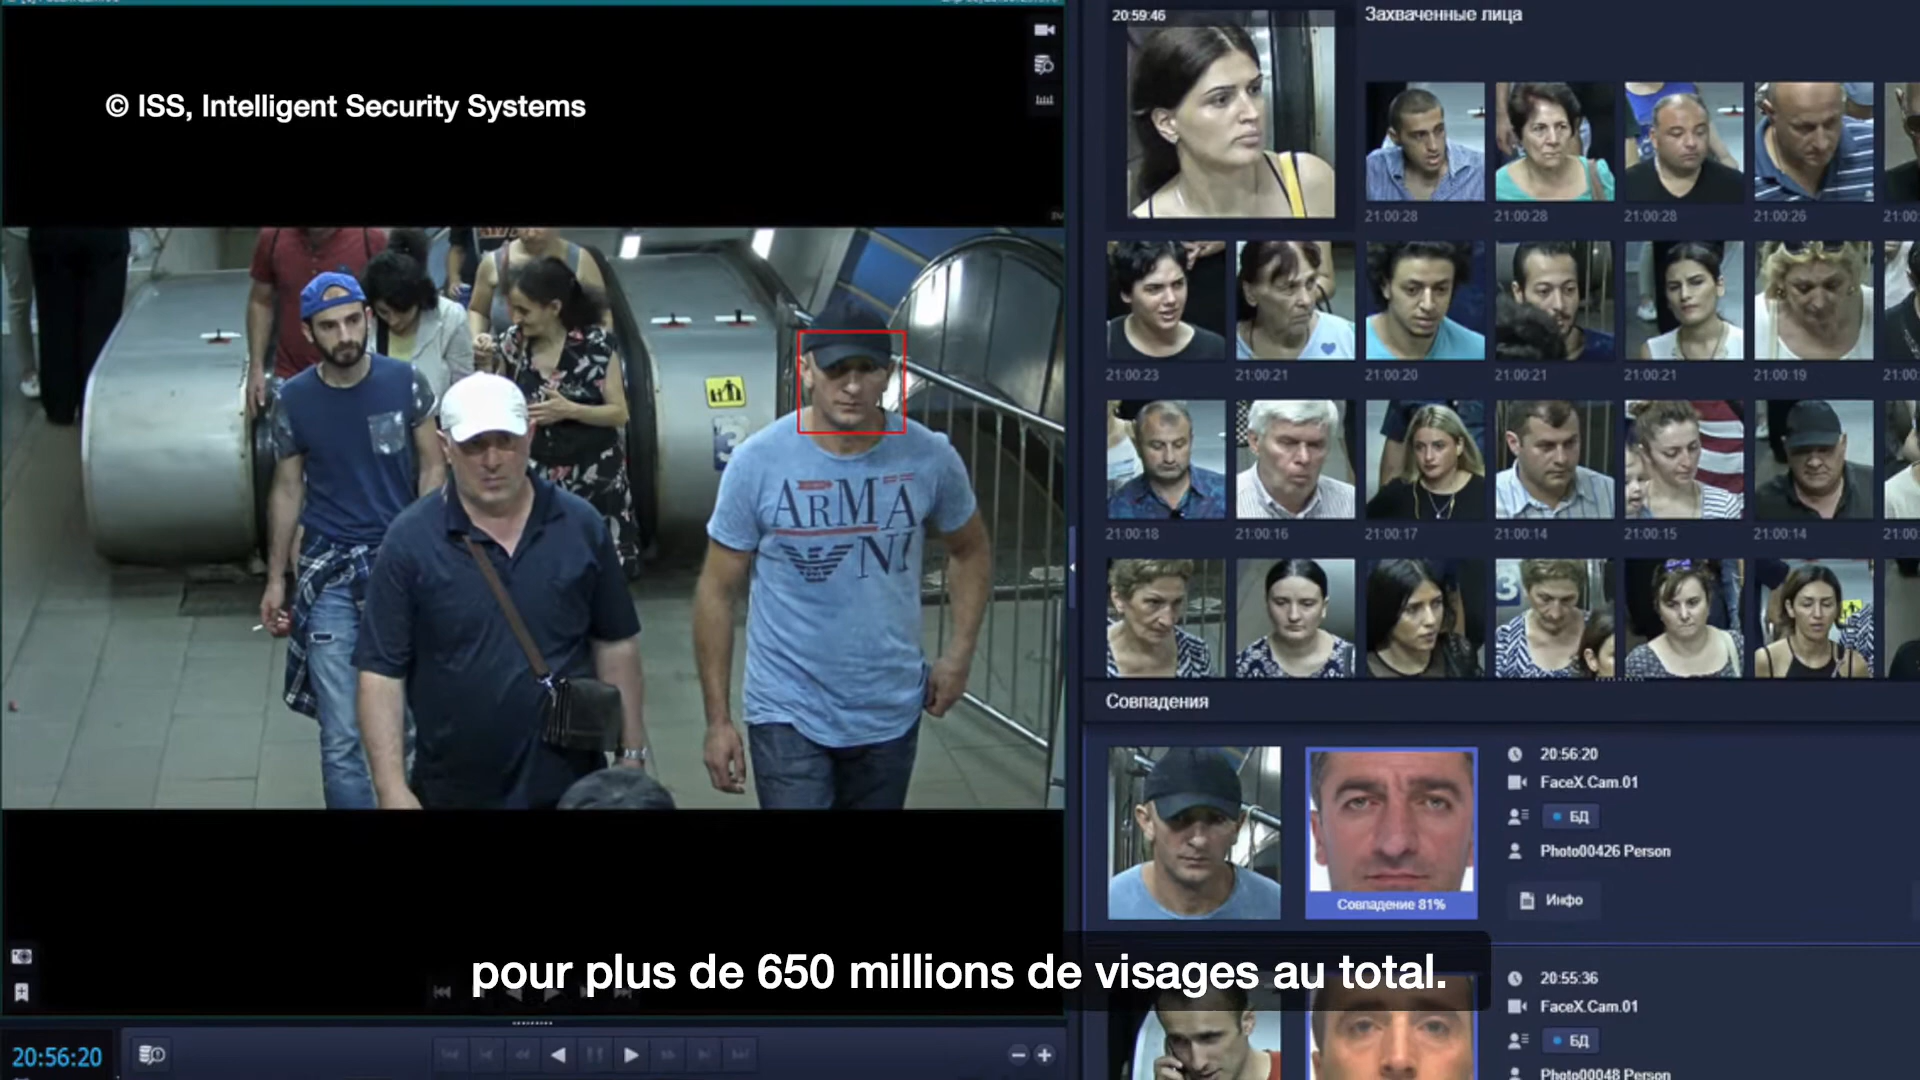 © ISS, Intelligent Security Systems
ARMA
NI
3
20:59:46
Захваченные лица
21:00:28
21:00:28
21:00:28
21:00:26
21:00:23
21:00:21
21:00:20
21:00:21
21:00:21
21:00:19
21:00:18
21:00:16
21:00:17
21:00:14
21:00:15
21:00:14
3
Совпадения
Совпадение 81%
20:56:20
FaceX.Cam.01
БД
Photo00426 Person
Инфо
pour plus de 650 millions de visages au total.
20:55:36
FaceX.Cam.01
БД
Photo00048 Person
20:56:20